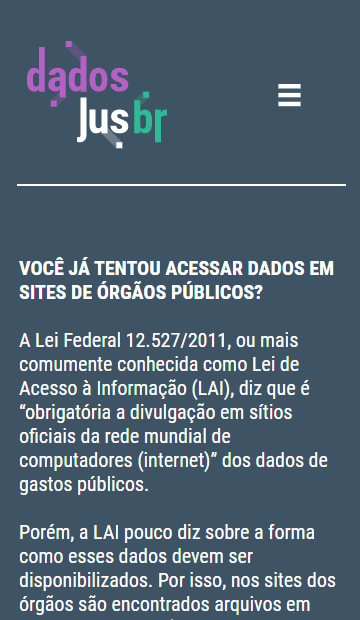 dados
Jusbr
VOCÊ JÁ TENTOU ACESSAR DADOS EM
SITES DE ÓRGÃOS PÚBLICOS?
A Lei Federal 12.527/2011, ou mais
comumente conhecida como Lei de
Acesso à Informação (LAI), diz que é
“obrigatória a divulgação em sítios
oficiais da rede mundial de
computadores (internet)” dos dados de
gastos públicos.
Porém, a LAI pouco diz sobre a forma
como esses dados devem ser
disponibilizados. Por isso, nos sites dos
órgãos são encontrados arquivos em